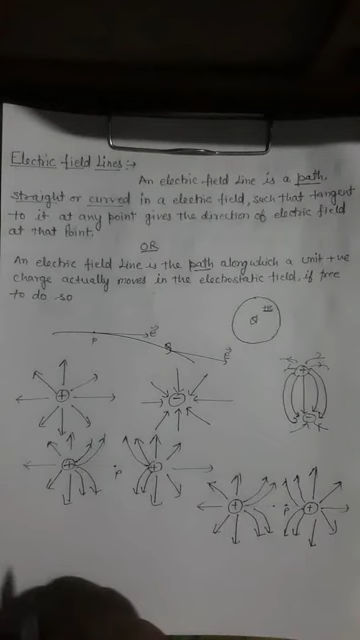 Electric field Lines :→
An electric field Line is a path,
straight or curved in a electric field, such that tangent
to it at any point gives the direction of electric field
at that Point.
OR
An electric field Line is the path along which a unit +ve
charge actually moves in the electrostatic field, if free
to do so
P
E
Q
E
+
-
+
-
+
P
+
+
P
+